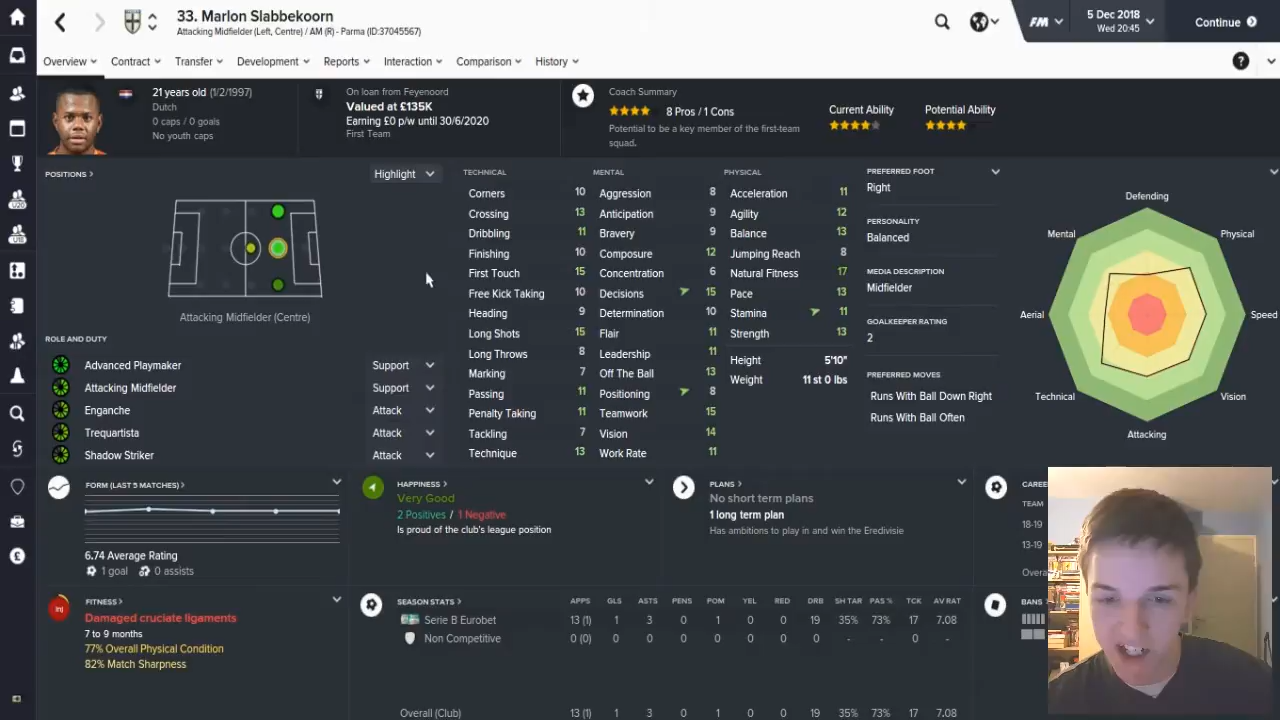 33. Marlon Slabbekoorn
Attacking Midfielder (Left, Centre) / AM (R) - Parma (ID:37045567)
FM
5 Dec 2018
Wed 20:45
Continue
Overview Contract Transfer Development Reports Interaction Comparison History
21 years old (1/2/1997)
Dutch
0 caps / 0 goals
No youth caps
On loan from Feyenoord
Valued at £135K
Earning £0 p/w until 30/6/2020
First Team
Coach Summary
8 Pros / 1 Cons
Potential to be a key member of the first-team
squad.
Current Ability
Potential Ability
POSITIONS >
Highlight
Attacking Midfielder (Centre)
ROLE AND DUTY
Advanced Playmaker Support
Attacking Midfielder Support
Enganche Attack
Trequartista Attack
Shadow Striker Attack
TECHNICAL
Corners 10
Crossing 13
Dribbling 11
Finishing 10
First Touch 15
Free Kick Taking 10
Heading 9
Long Shots 15
Long Throws 8
Marking 7
Passing 11
Penalty Taking 11
Tackling 7
Technique 13
MENTAL
Aggression 8
Anticipation 9
Bravery 9
Composure 12
Concentration 6
Decisions 15
Determination 10
Flair 11
Leadership 11
Off The Ball 13
Positioning 8
Teamwork 15
Vision 14
Work Rate 11
PHYSICAL
Acceleration 11
Agility 12
Balance 13
Jumping Reach 8
Natural Fitness 17
Pace 13
Stamina 11
Strength 13
Height 5'10"
Weight 11 st 0 lbs
PREFERRED FOOT
Right
PERSONALITY
Balanced
MEDIA DESCRIPTION
Midfielder
GOALKEEPER RATING
2
PREFERRED MOVES
Runs With Ball Down Right
Runs With Ball Often
Defending
Mental
Physical
Aerial
Speed
Technical
Vision
Attacking
FORM (LAST 5 MATCHES) >
6.74 Average Rating
1 goal 0 assists
HAPPINESS >
Very Good
2 Positives / 1 Negative
Is proud of the club's league position
PLANS >
No short term plans
1 long term plan
Has ambitions to play in and win the Eredivisie
CAREE
TEAM
18-19
13-19
Overa
FITNESS >
Inj
Damaged cruciate ligaments
7 to 9 months
77% Overall Physical Condition
82% Match Sharpness
SEASON STATS > APPS GLS ASTS PENS POM YEL RED DRB SH TAR PAS % TCK AV RAT
Serie B Eurobet 13 (1) 1 3 0 1 0 0 19 35% 73% 17 7.08
Non Competitive 0 (0) 0 0 0 0 0 0 - - - - -
Overall (Club) 13 (1) 1 3 0 1 0 0 19 35% 73% 17 7.08
BANS